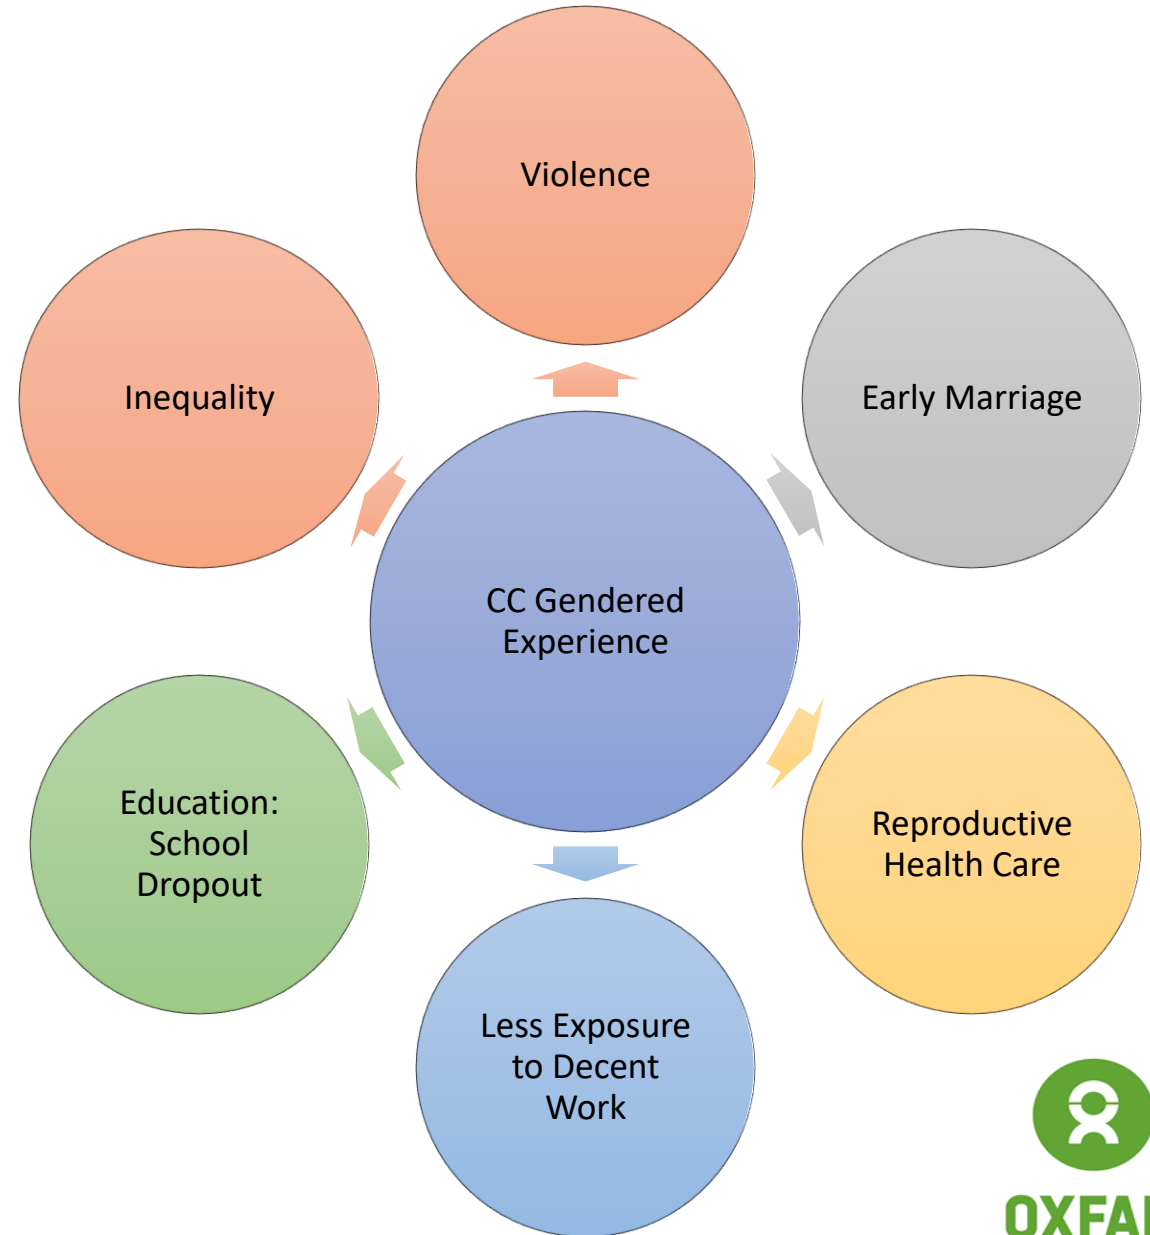 Violence
Inequality
Early Marriage
CC Gendered
Experience
Education:
School
Dropout
Reproductive
Health Care
Less Exposure
to Decent
Work